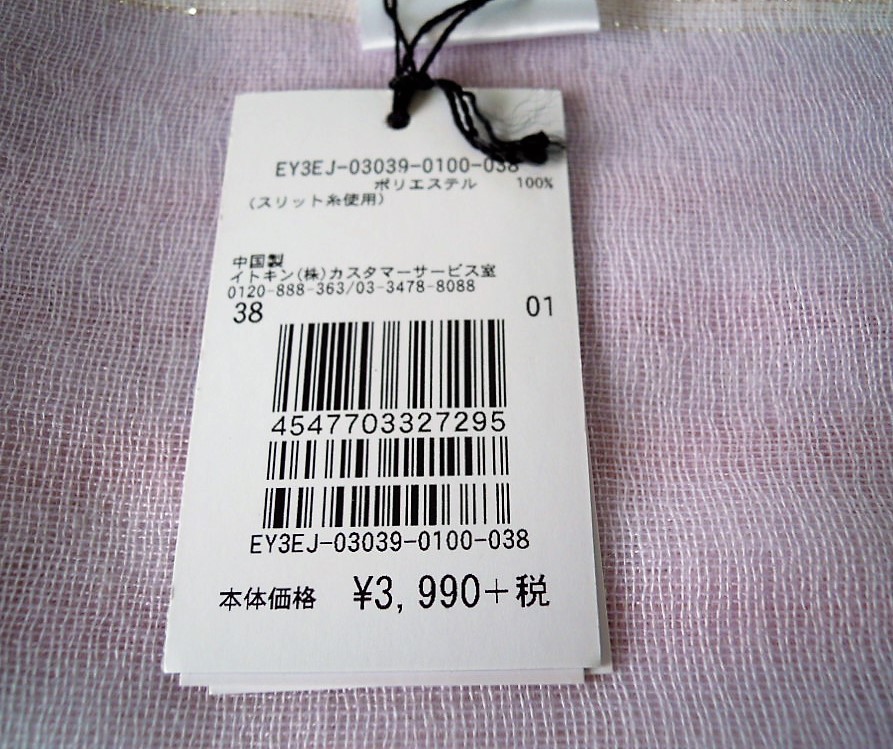 EY3EJ-03039-0100-038
ポリエステル 100%
(スリット糸使用)
中国製
イトキン(株)カスタマーサービス室
0120-888-363/03-3478-8088
38 01
4547703327295
EY3EJ-03039-0100-038
本体価格 ¥3,990+税